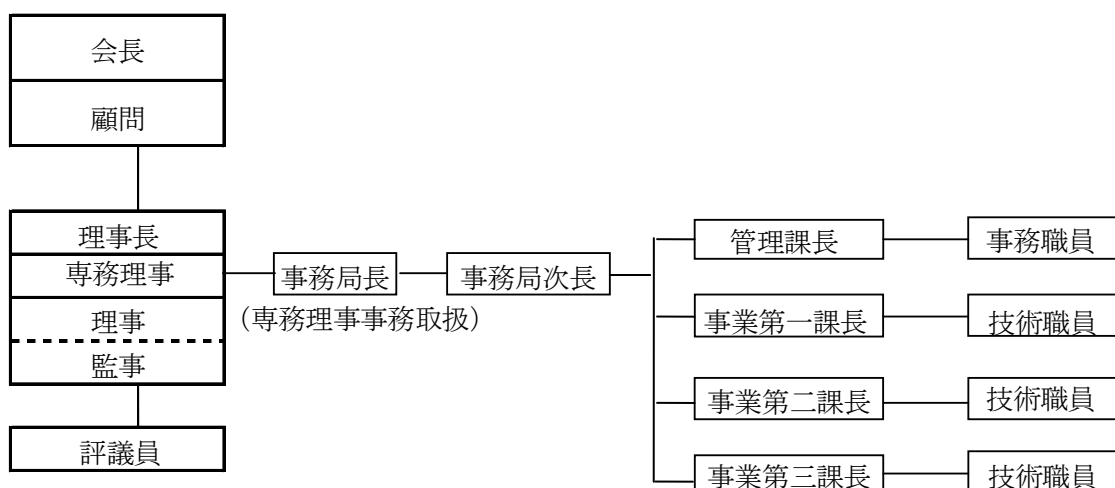 会長
顧問
理事長
専務理事
理事
監事
評議員
事務局長
（専務理事事務取扱）
事務局次長
管理課長
事務職員
事業第一課長
技術職員
事業第二課長
技術職員
事業第三課長
技術職員